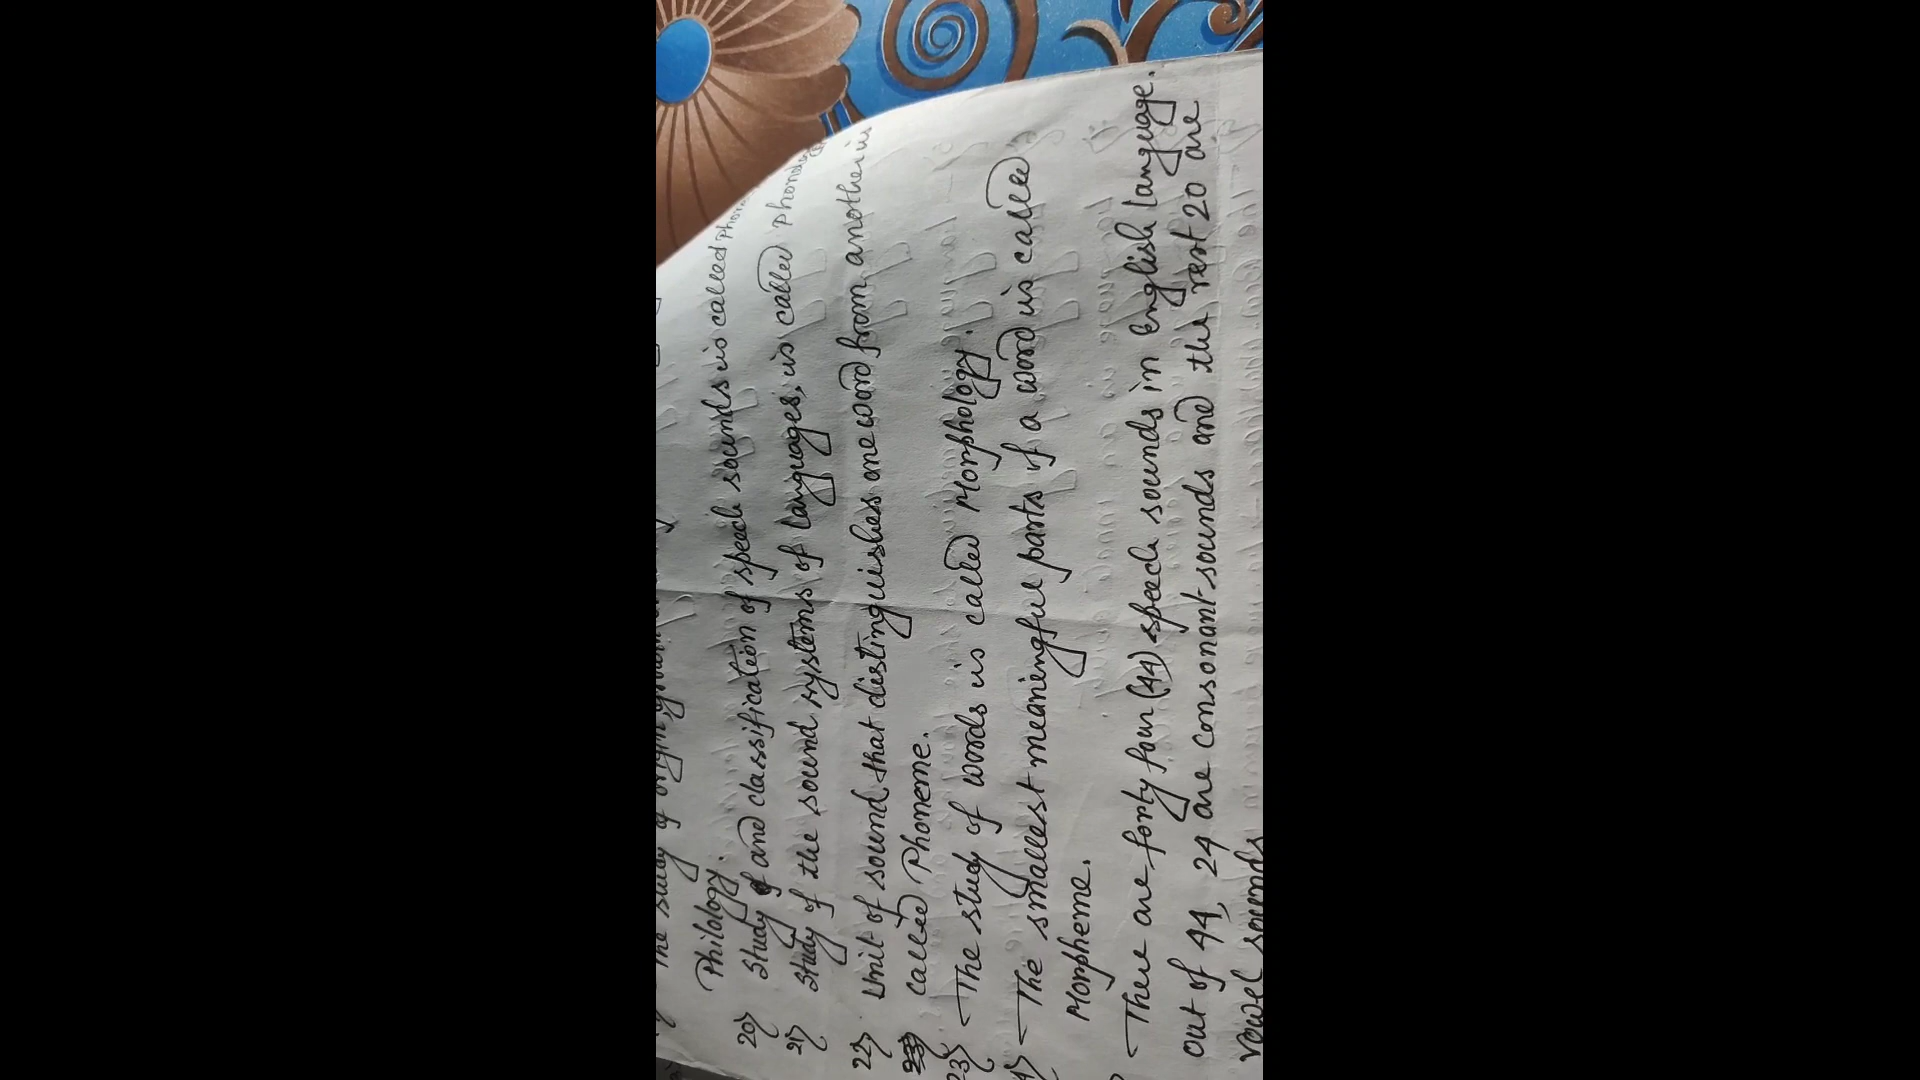 Philology.
20) Study of and classification of speech sounds is called
21) Study of the sound systems of languages, is called
22) Unit of sound that distinguishes one word from another is
called Phoneme.
23) The study of words is called Morphology.
The smallest meaningful parts of a word is called
Morpheme.
There are forty four (44) speech sounds in English language.
out of 44, 24 are consonant sounds and the rest 20 are
vowel sounds